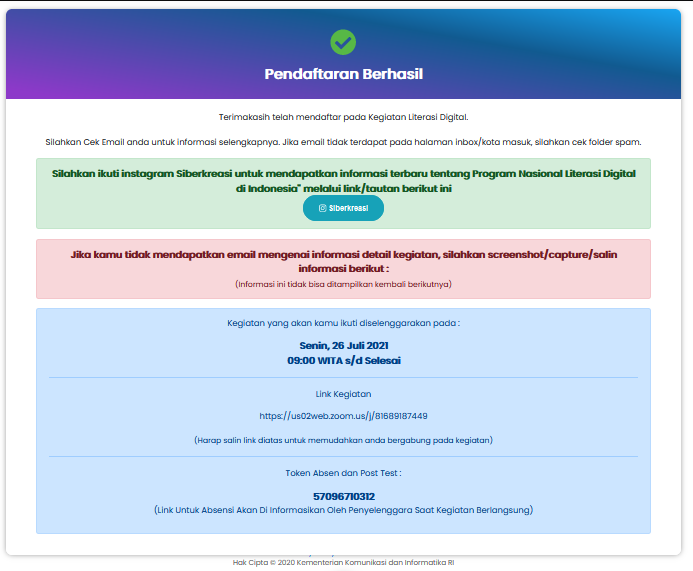 Pendaftaran Berhasil
Terimakasih telah mendaftar pada Kegiatan Literasi Digital.
Silahkan Cek Email anda untuk informasi selengkapnya. Jika email tidak terdapat pada halaman inbox/kota masuk, silahkan cek folder spam.
Silahkan ikuti instagram Siberkreasi untuk mendapatkan informasi terbaru tentang Program Nasional Literasi Digital
di Indonesia" melalui link/tautan berikut ini
Siberkreasi
Jika kamu tidak mendapatkan email mengenai informasi detail kegiatan, silahkan screenshot/capture/salin
informasi berikut :
(Informasi ini tidak bisa ditampilkan kembali berikutnya)
Kegiatan yang akan kamu ikuti diselenggarakan pada :
Senin, 26 Juli 2021
09:00 WITA s/d Selesai
Link Kegiatan
https://us02web.zoom.us/j/81689187449
(Harap salin link diatas untuk memudahkan anda bergabung pada kegiatan)
Token Absen dan Post Test :
57096710312
(Link Untuk Absensi Akan Di Informasikan Oleh Penyelenggara Saat Kegiatan Berlangsung)
Hak Cipta © 2020 Kementerian Komunikasi dan Informatika RI